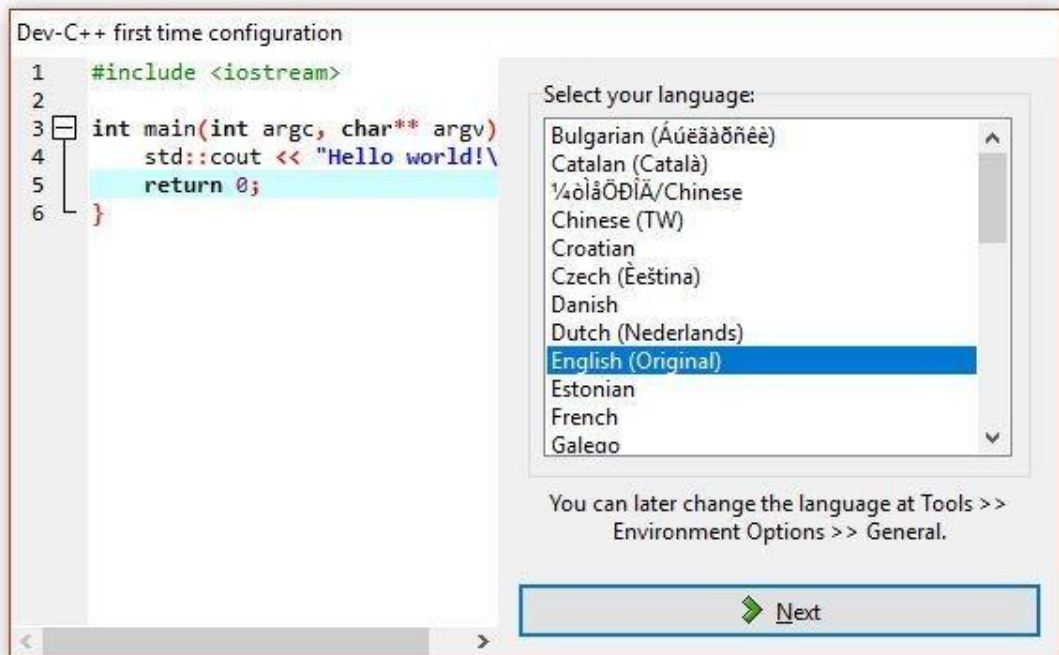 Dev-C++ first time configuration
1 #include <iostream>
2
3 int main(int argc, char** argv)
4 std::cout << "Hello world!\
5 return 0;
6 }
Select your language:
Bulgarian (Áúëãàðñêè)
Catalan (Català)
¼òÌåÖÐÎÄ/Chinese
Chinese (TW)
Croatian
Czech (Èeština)
Danish
Dutch (Nederlands)
English (Original)
Estonian
French
Galego
You can later change the language at Tools >>
Environment Options >> General.
Next